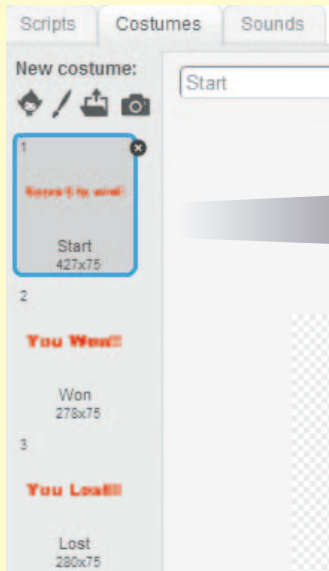 Scripts Costumes Sounds
New costume:
Start
1
Start
427x75
2
You Won!!
Won
278x75
3
You Lost!!!
Lost
280x75